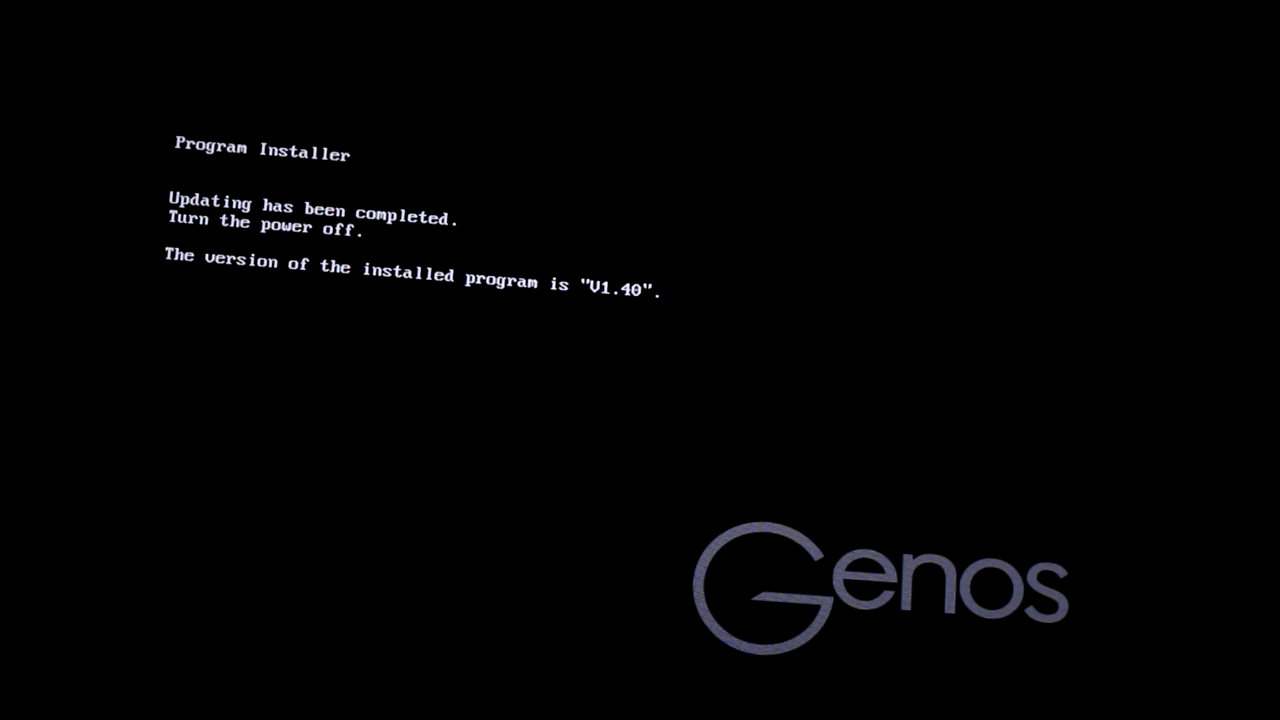 Program Installer
Updating has been completed.
Turn the power off.
The version of the installed program is "V1.40".
Genos